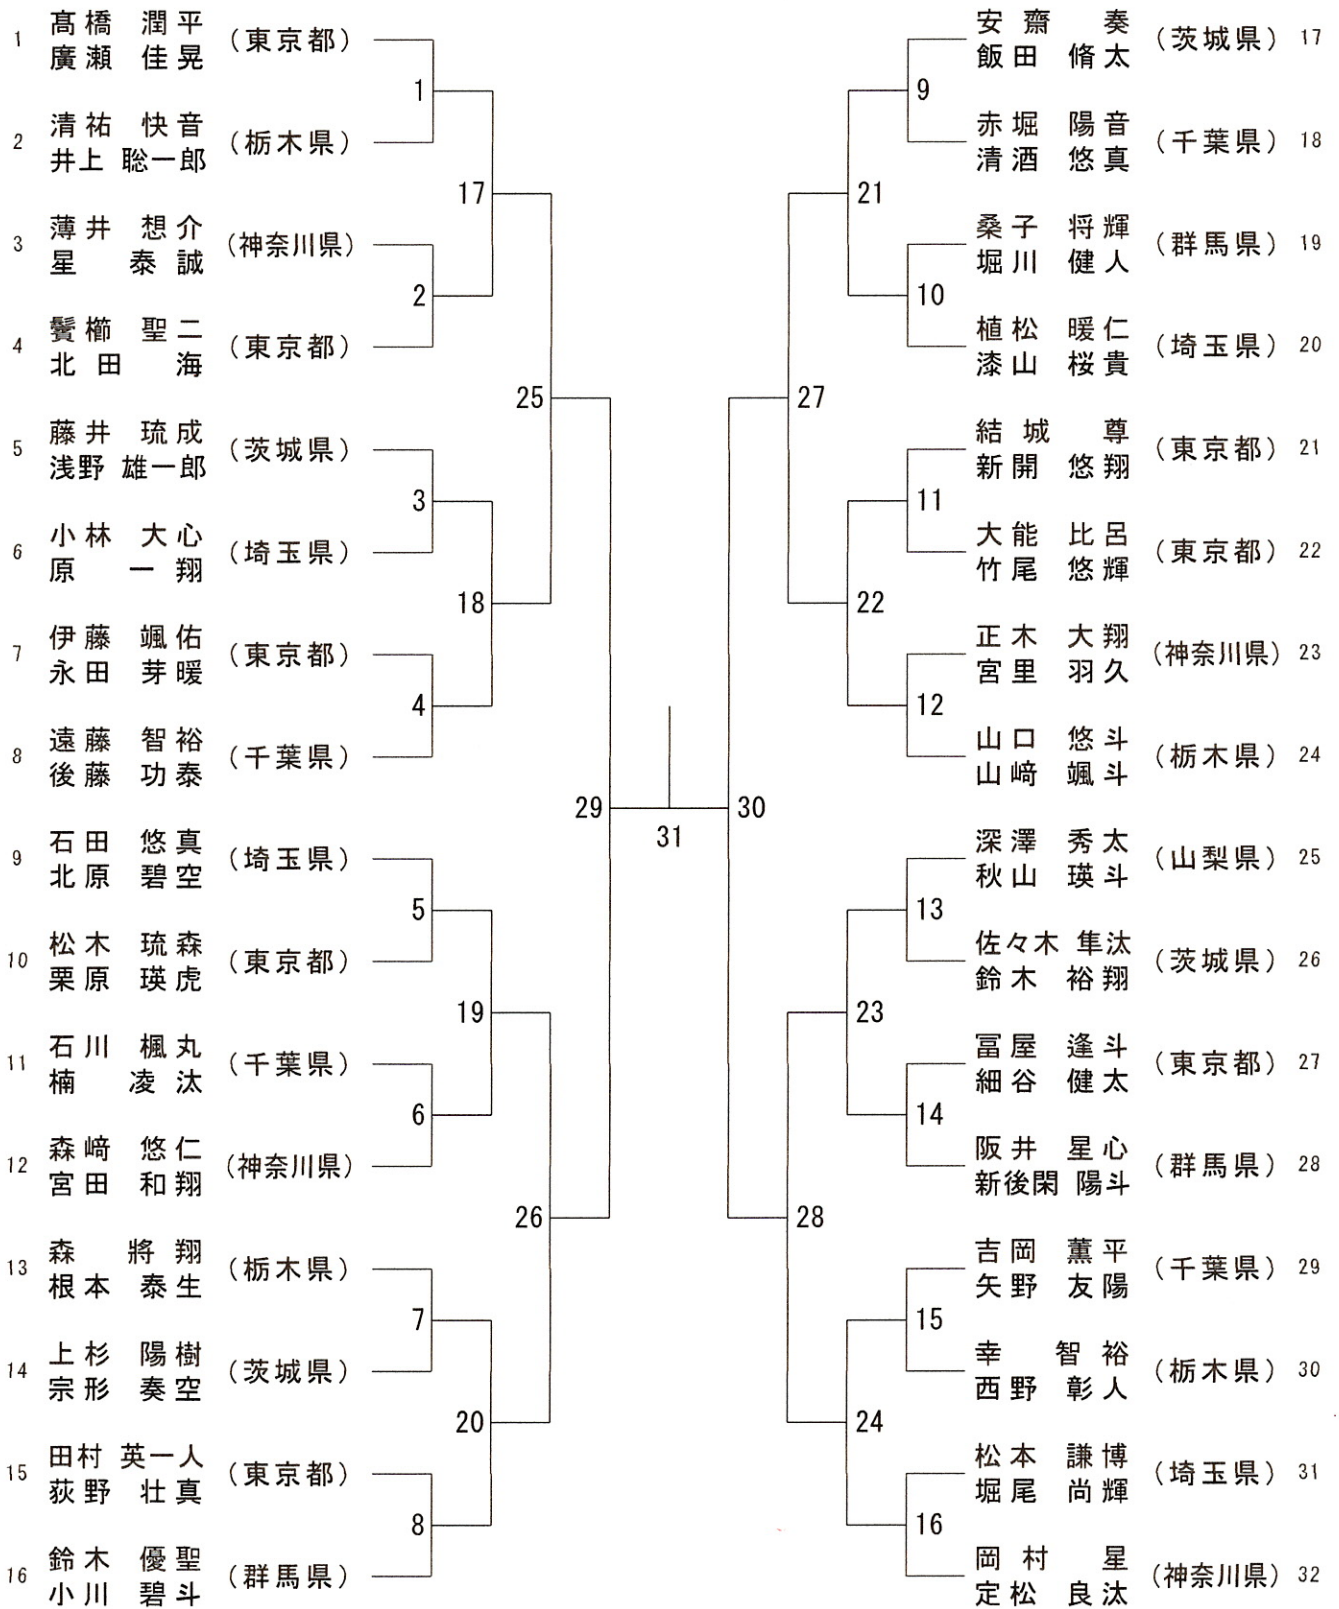 1 髙橋 潤平 (東京都)
廣瀬 佳晃
2 清祐 快音 (栃木県)
井上 聡一郎
3 薄井 想介 (神奈川県)
星 泰誠
4 鬢櫛 聖二 (東京都)
北田 海
5 藤井 琉成 (茨城県)
浅野 雄一郎
6 小林 大心 (埼玉県)
原 一翔
7 伊藤 颯佑 (東京都)
永田 芽暖
8 遠藤 智裕 (千葉県)
後藤 功泰
9 石田 悠真 (埼玉県)
北原 碧空
10 松木 琉森 (東京都)
栗原 瑛虎
11 石川 楓丸 (千葉県)
楠 凌汰
12 森﨑 悠仁 (神奈川県)
宮田 和翔
13 森 將翔 (栃木県)
根本 泰生
14 上杉 陽樹 (茨城県)
宗形 奏空
15 田村 英一人 (東京都)
荻野 壮真
16 鈴木 優聖 (群馬県)
小川 碧斗
1
2
3
4
5
6
7
8
17
18
19
20
25
26
29
31
30
27
28
21
22
23
24
9
10
11
12
13
14
15
16
安齋 奏 (茨城県) 17
飯田 脩太
赤堀 陽音 (千葉県) 18
清酒 悠真
桑子 将輝 (群馬県) 19
堀川 健人
植松 暖仁 (埼玉県) 20
漆山 桜貴
結城 尊 (東京都) 21
新開 悠翔
大能 比呂 (東京都) 22
竹尾 悠輝
正木 大翔 (神奈川県) 23
宮里 羽久
山口 悠斗 (栃木県) 24
山﨑 颯斗
深澤 秀太 (山梨県) 25
秋山 瑛斗
佐々木 隼汰 (茨城県) 26
鈴木 裕翔
冨屋 逢斗 (東京都) 27
細谷 健太
阪井 星心 (群馬県) 28
新後閑 陽斗
吉岡 薫平 (千葉県) 29
矢野 友陽
幸 智裕 (栃木県) 30
西野 彰人
松本 謙博 (埼玉県) 31
堀尾 尚輝
岡村 星 (神奈川県) 32
定松 良汰